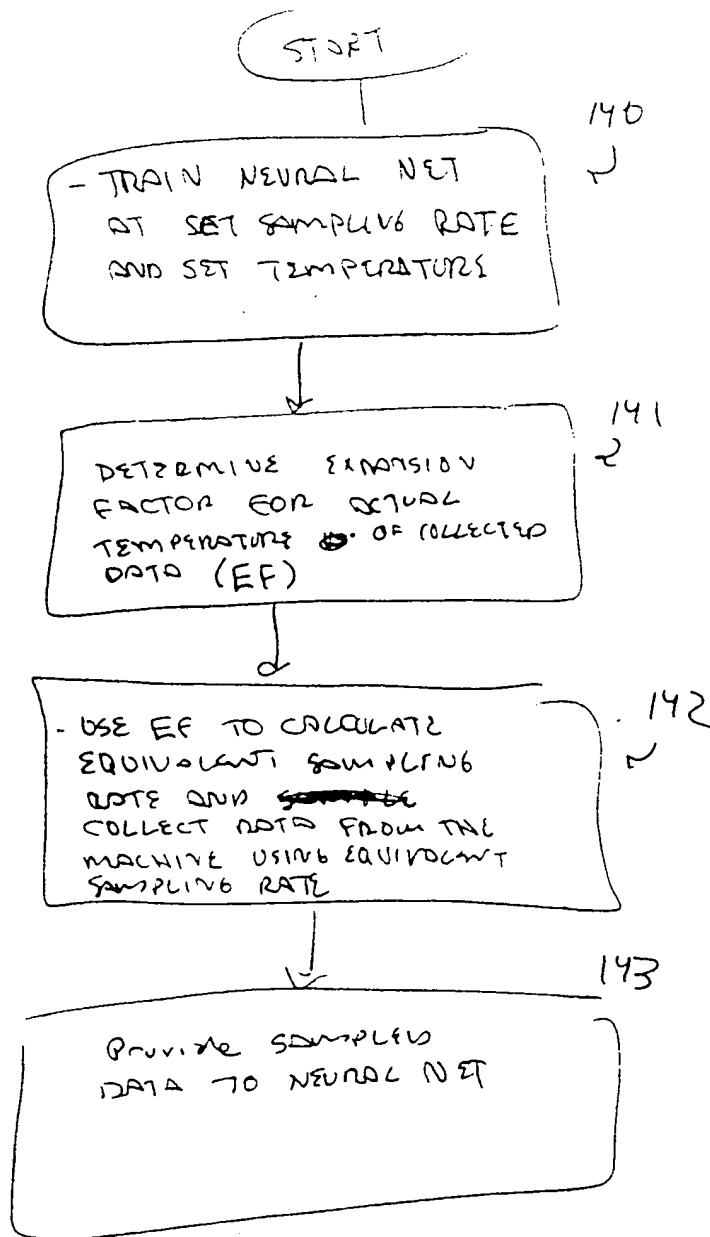 START
140
- TRAIN NEURAL NET
AT SET SAMPLING RATE
AND SET TEMPERATURE
141
DETERMINE EXPANSION
FACTOR FOR ACTUAL
TEMPERATURE OF COLLECTED
DATA (EF)
142
- USE EF TO CALCULATE
EQUIVALENT SAMPLING
RATE AND
COLLECT DATA FROM THE
MACHINE USING EQUIVALENT
SAMPLING RATE
143
Provide SAMPLED
DATA TO NEURAL NET